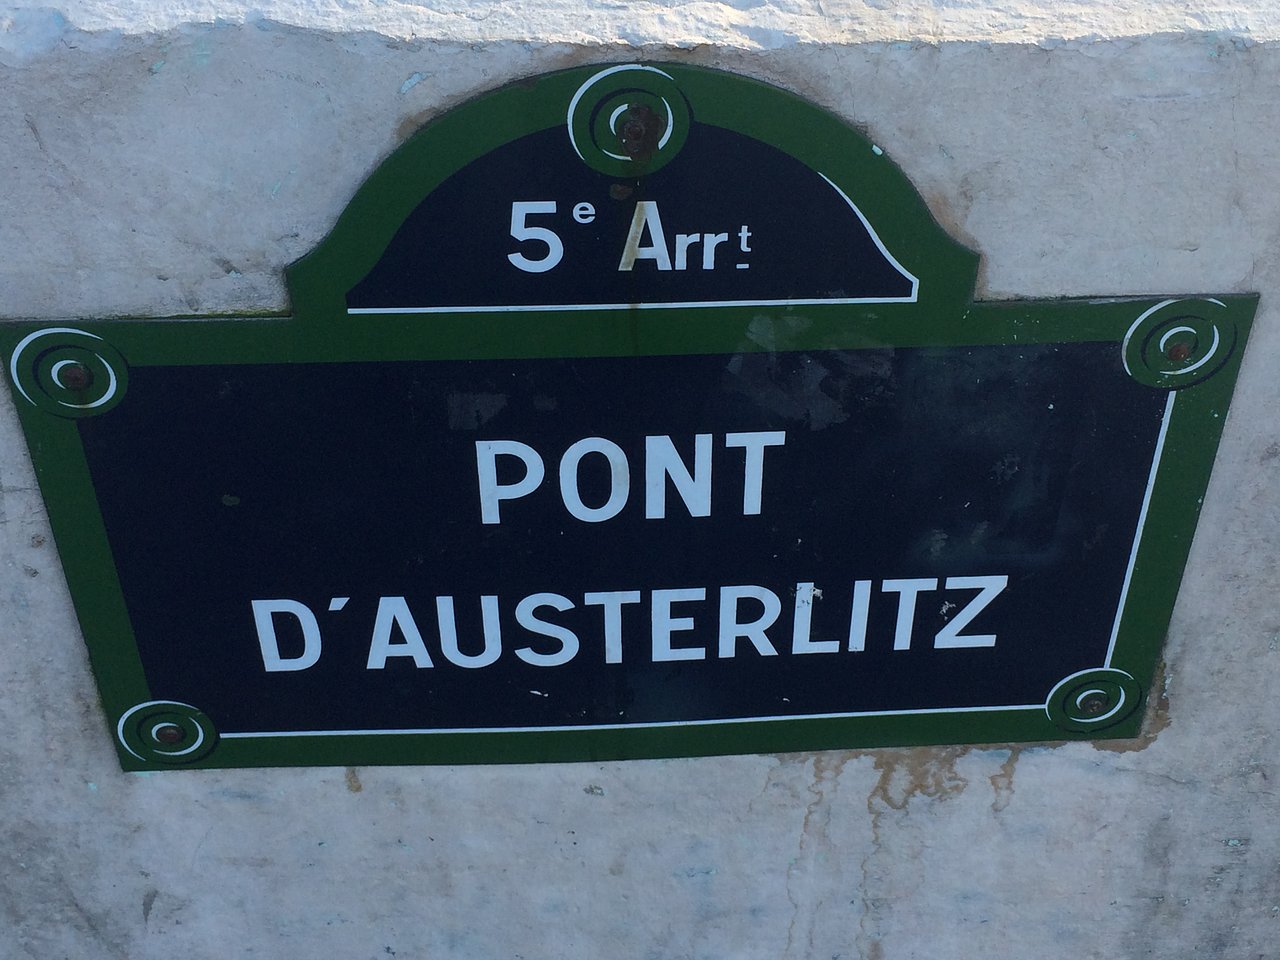 5e Arrt
PONT
D'AUSTERLITZ